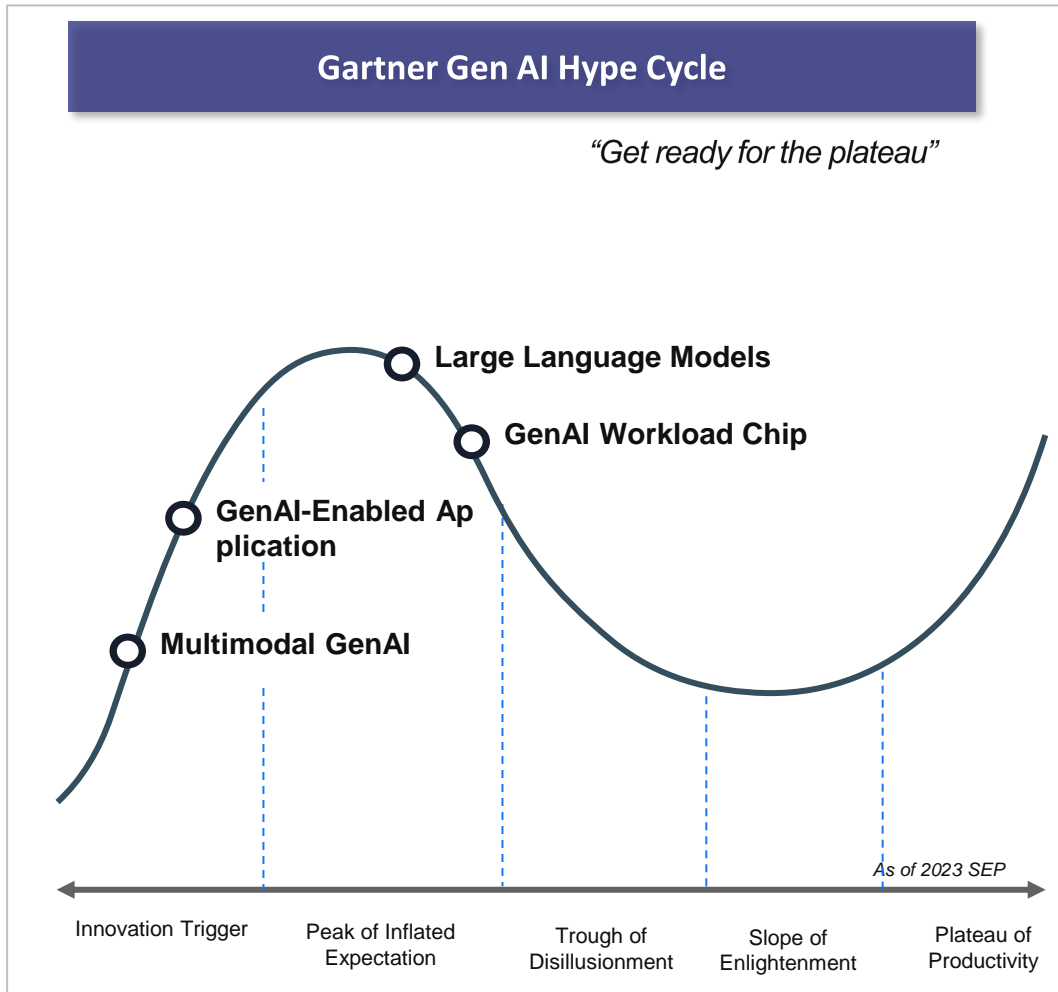 Gartner Gen AI Hype Cycle
“Get ready for the plateau”
Large Language Models
GenAI Workload Chip
GenAI-Enabled Ap
plication
Multimodal GenAI
As of 2023 SEP
Innovation Trigger
Peak of Inflated
Expectation
Trough of
Disillusionment
Slope of
Enlightenment
Plateau of
Productivity